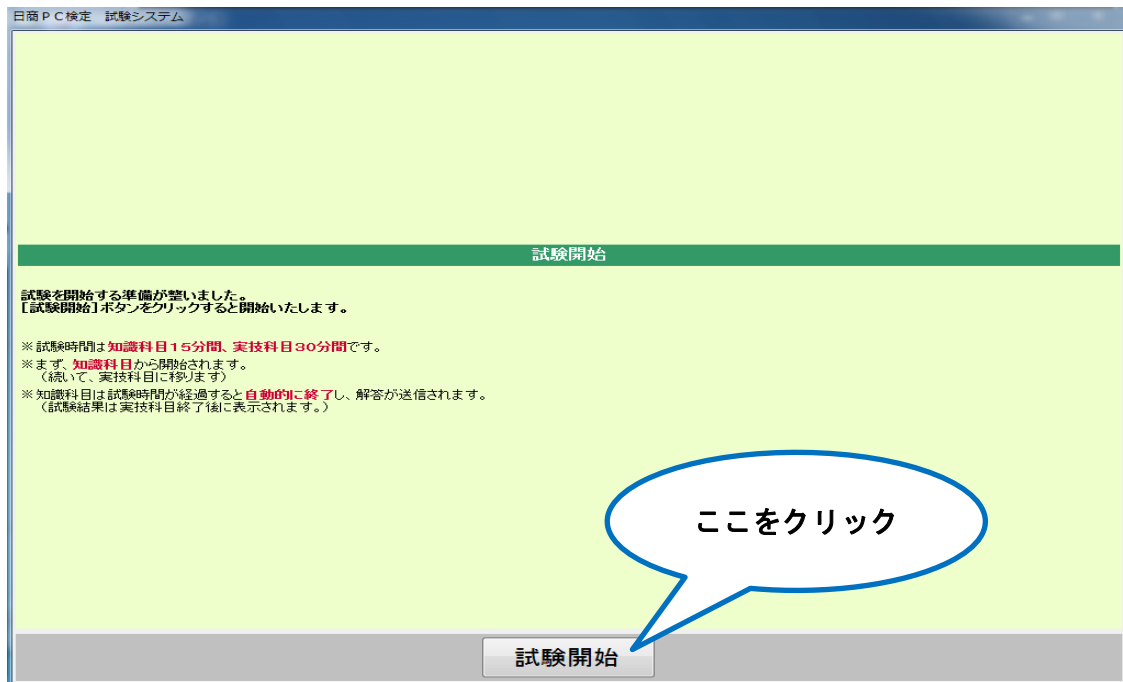 日商ＰＣ検定　試験システム
試験開始
試験を開始する準備が整いました。
［試験開始］ボタンをクリックすると開始いたします。
※試験時間は知識科目１５分間、実技科目３０分間です。
※まず、知識科目から開始されます。
（続いて、実技科目に移ります）
※知識科目は試験時間が経過すると自動的に終了し、解答が送信されます。
（試験結果は実技科目終了後に表示されます。）
ここをクリック
試験開始